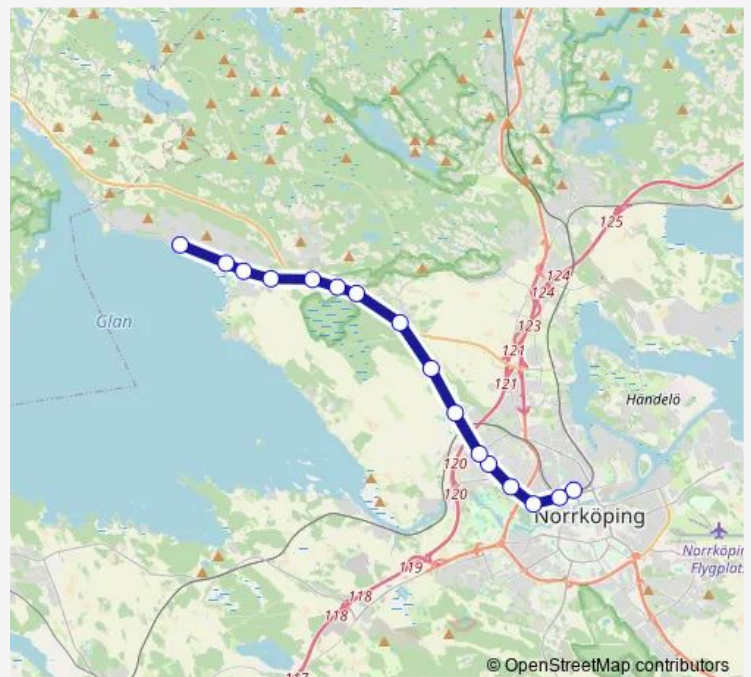 125
124
124
123
121
121
Glan
Händelö
120
120
Norrköping
Norrköpin
Flygplats
119
118
118
117
© OpenStreetMap contributors